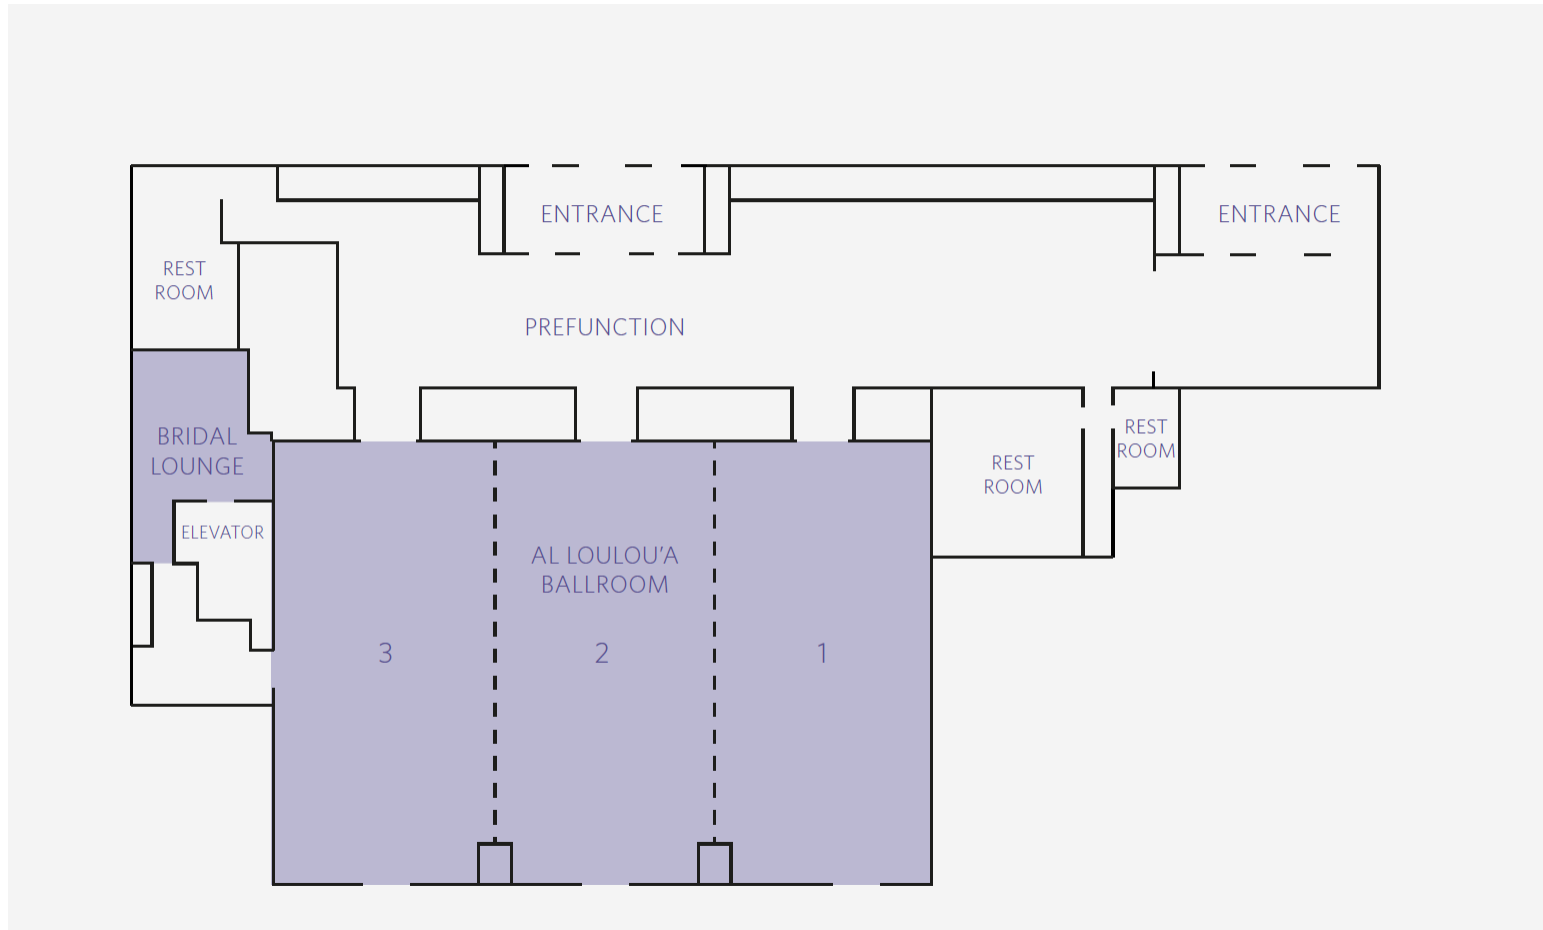 ENTRANCE
ENTRANCE
REST
ROOM
PREFUNCTION
BRIDAL
LOUNGE
REST
ROOM
REST
ROOM
ELEVATOR
AL LOULOU’A
BALLROOM
3
2
1